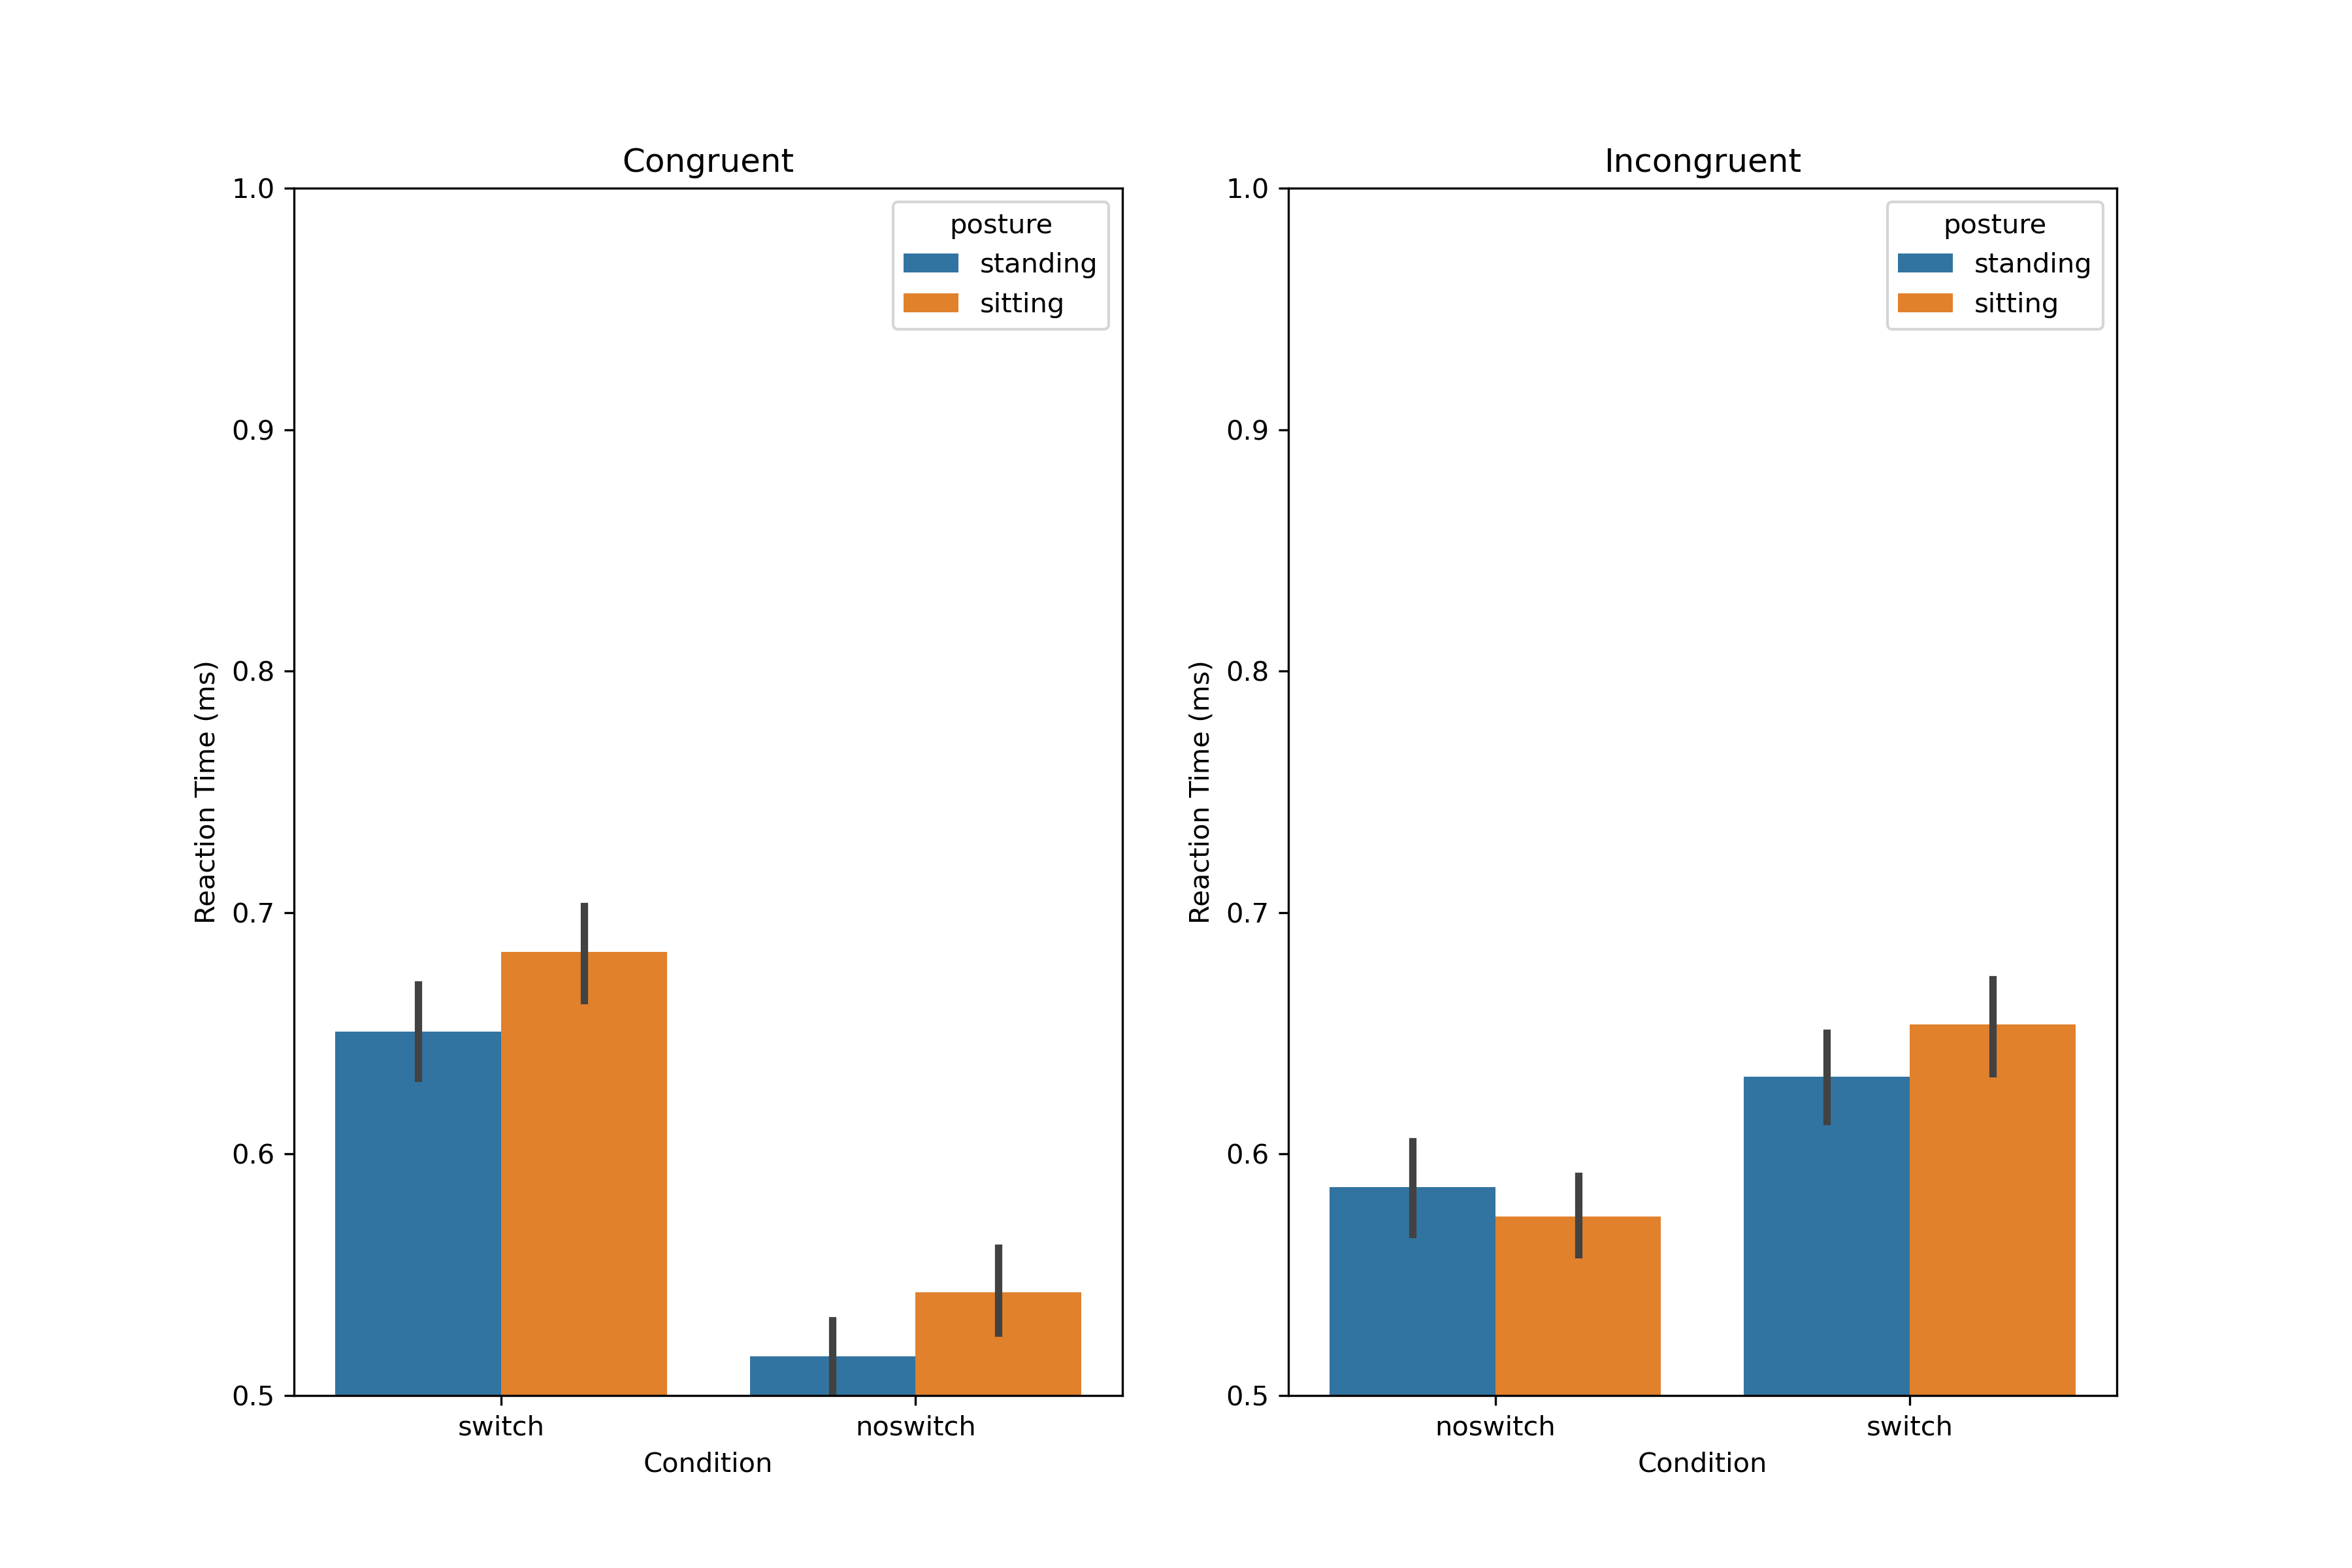 Congruent
1.0
0.9
0.8
0.7
0.6
0.5
Reaction Time (ms)
posture
standing
sitting
switch
noswitch
Condition
Incongruent
1.0
0.9
0.8
0.7
0.6
0.5
Reaction Time (ms)
posture
standing
sitting
noswitch
switch
Condition